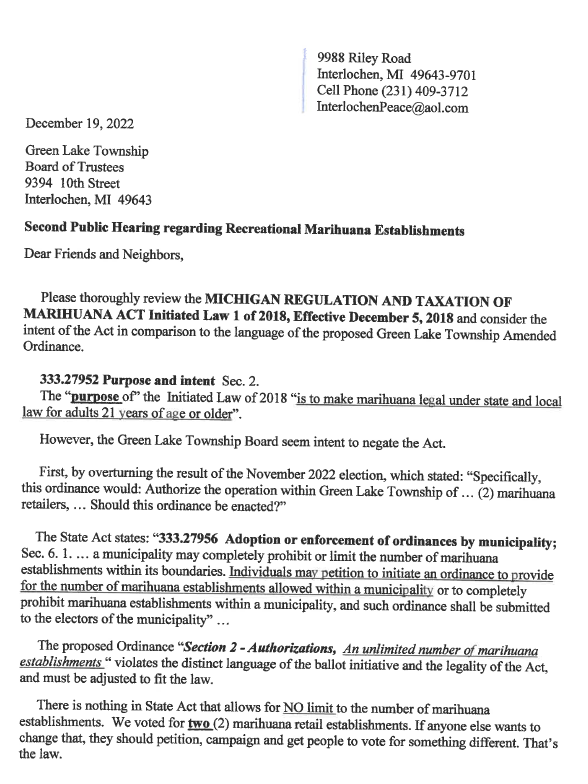 9988 Riley Road
Interlochen, MI  49643-9701
Cell Phone (231) 409-3712
InterlochenPeace@aol.com
December 19, 2022
Green Lake Township
Board of Trustees
9394  10th Street
Interlochen, MI  49643
Second Public Hearing regarding Recreational Marihuana Establishments
Dear Friends and Neighbors,
Please thoroughly review the MICHIGAN REGULATION AND TAXATION OF
MARIHUANA ACT Initiated Law 1 of 2018, Effective December 5, 2018 and consider the
intent of the Act in comparison to the language of the proposed Green Lake Township Amended
Ordinance.
333.27952 Purpose and intent  Sec. 2.
The "purpose of" the  Initiated Law of 2018 "is to make marihuana legal under state and local
law for adults 21 years of age or older".
However, the Green Lake Township Board seem intent to negate the Act.
First, by overturning the result of the November 2022 election, which stated: "Specifically,
this ordinance would: Authorize the operation within Green Lake Township of … (2) marihuana
retailers, … Should this ordinance be enacted?"
The State Act states: "333.27956  Adoption or enforcement of ordinances by municipality;
Sec. 6. 1. … a municipality may completely prohibit or limit the number of marihuana
establishments within its boundaries. Individuals may petition to initiate an ordinance to provide
for the number of marihuana establishments allowed within a municipality or to completely
prohibit marihuana establishments within a municipality, and such ordinance shall be submitted
to the electors of the municipality" …
The proposed Ordinance "Section 2 - Authorizations,  An unlimited number of marihuana
establishments " violates the distinct language of the ballot initiative and the legality of the Act,
and must be adjusted to fit the law.
There is nothing in State Act that allows for NO limit to the number of marihuana
establishments.  We voted for two (2) marihuana retail establishments. If anyone else wants to
change that, they should petition, campaign and get people to vote for something different. That's
the law.